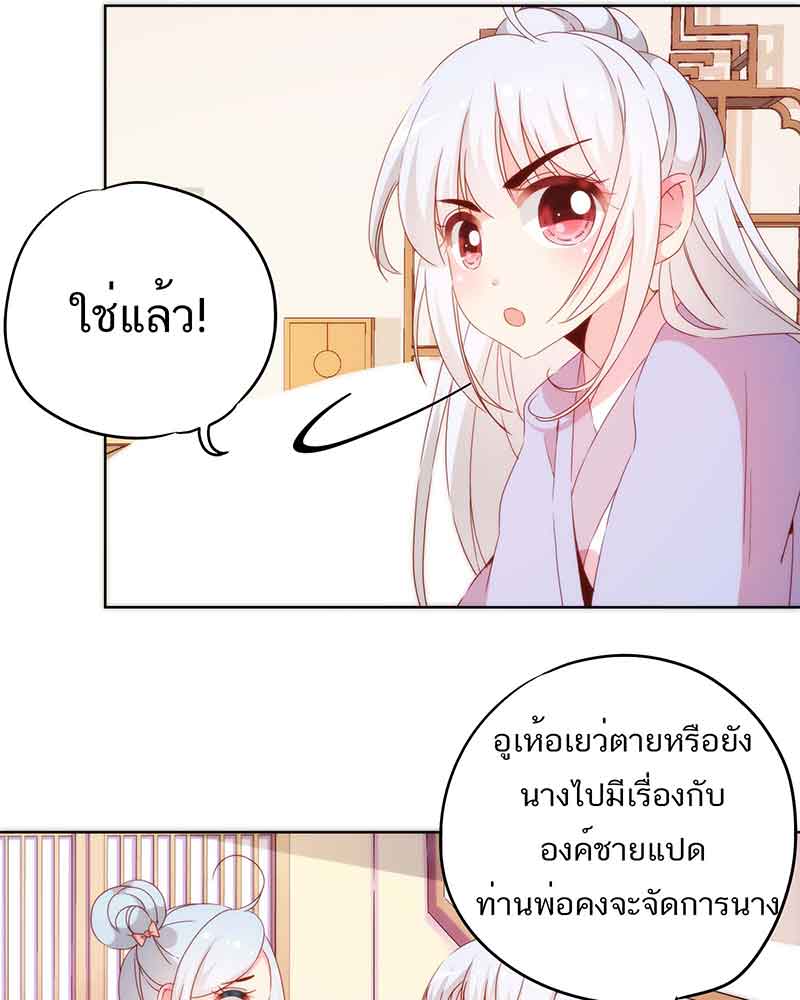 ใช่แล้ว!
อูเห้อเยว่ตายหรือยัง
นางไปมีเรื่องกับ
องค์ชายแปด
ท่านพ่อคงจะจัดการนาง